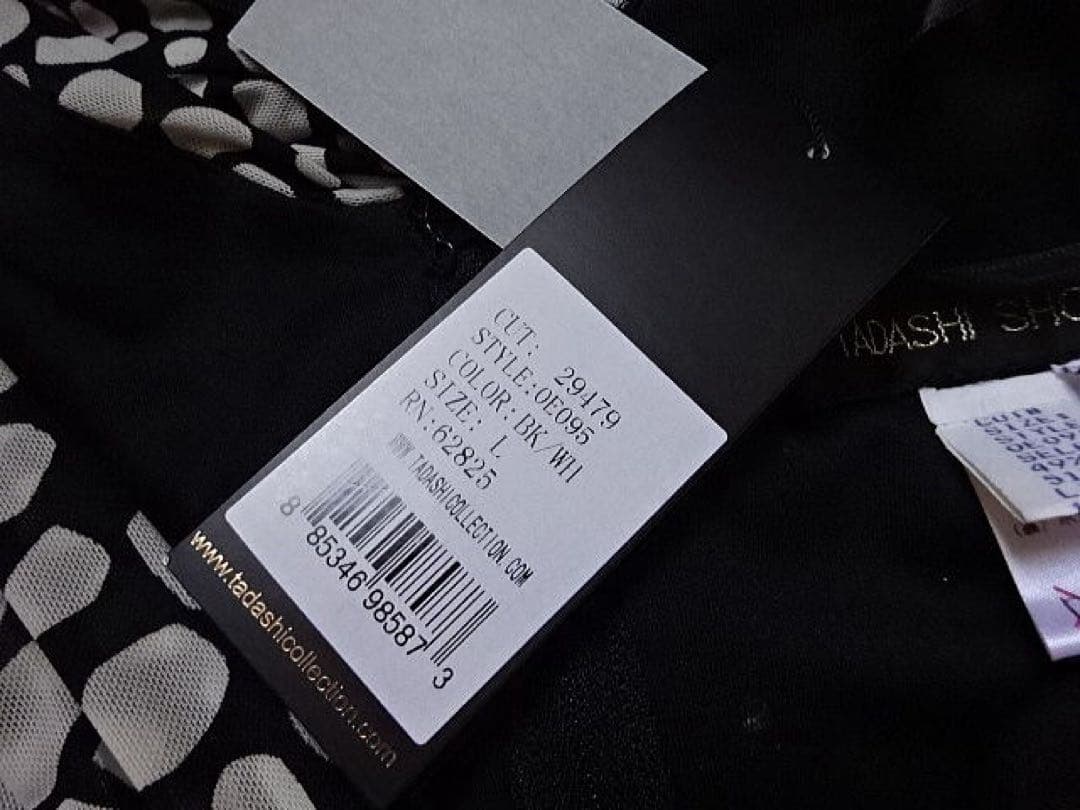 CUT: 29479
STYLE:0E095
COLOR:BK/WH
SIZE: L
RN:62825
WWW.TADASHICOLLECTION.COM
8 85346 98587 3
www.tadashicollection.com
TADASHI SHO